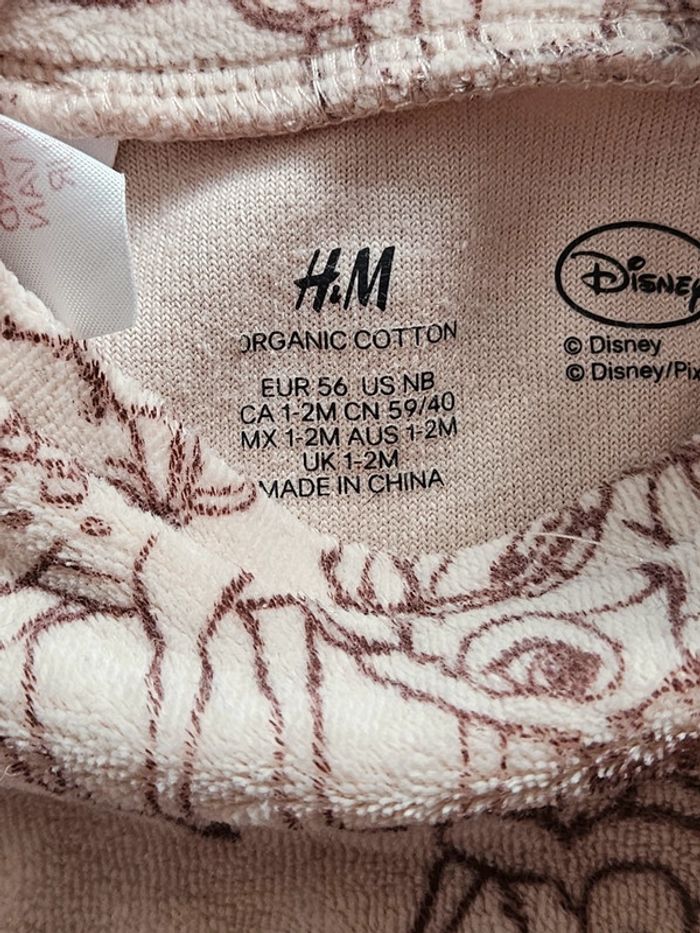 H&M
ORGANIC COTTON
EUR 56 US NB
CA 1-2M CN 59/40
MX 1-2M AUS 1-2M
UK 1-2M
MADE IN CHINA
Disney
© Disney
© Disney/Pix